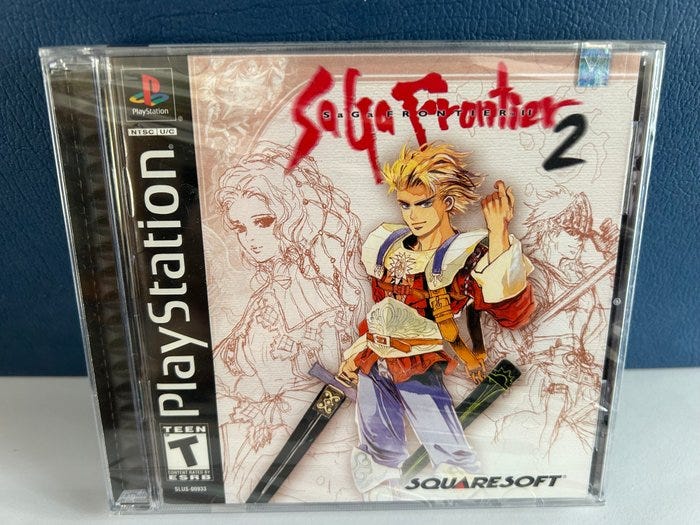 PlayStation
NTSC U/C
PlayStation
SaGa Frontier 2
SaGa FRONTIER II
TEEN
T
CONTENT RATED BY
ESRB
SLUS-00933
SQUARESOFT